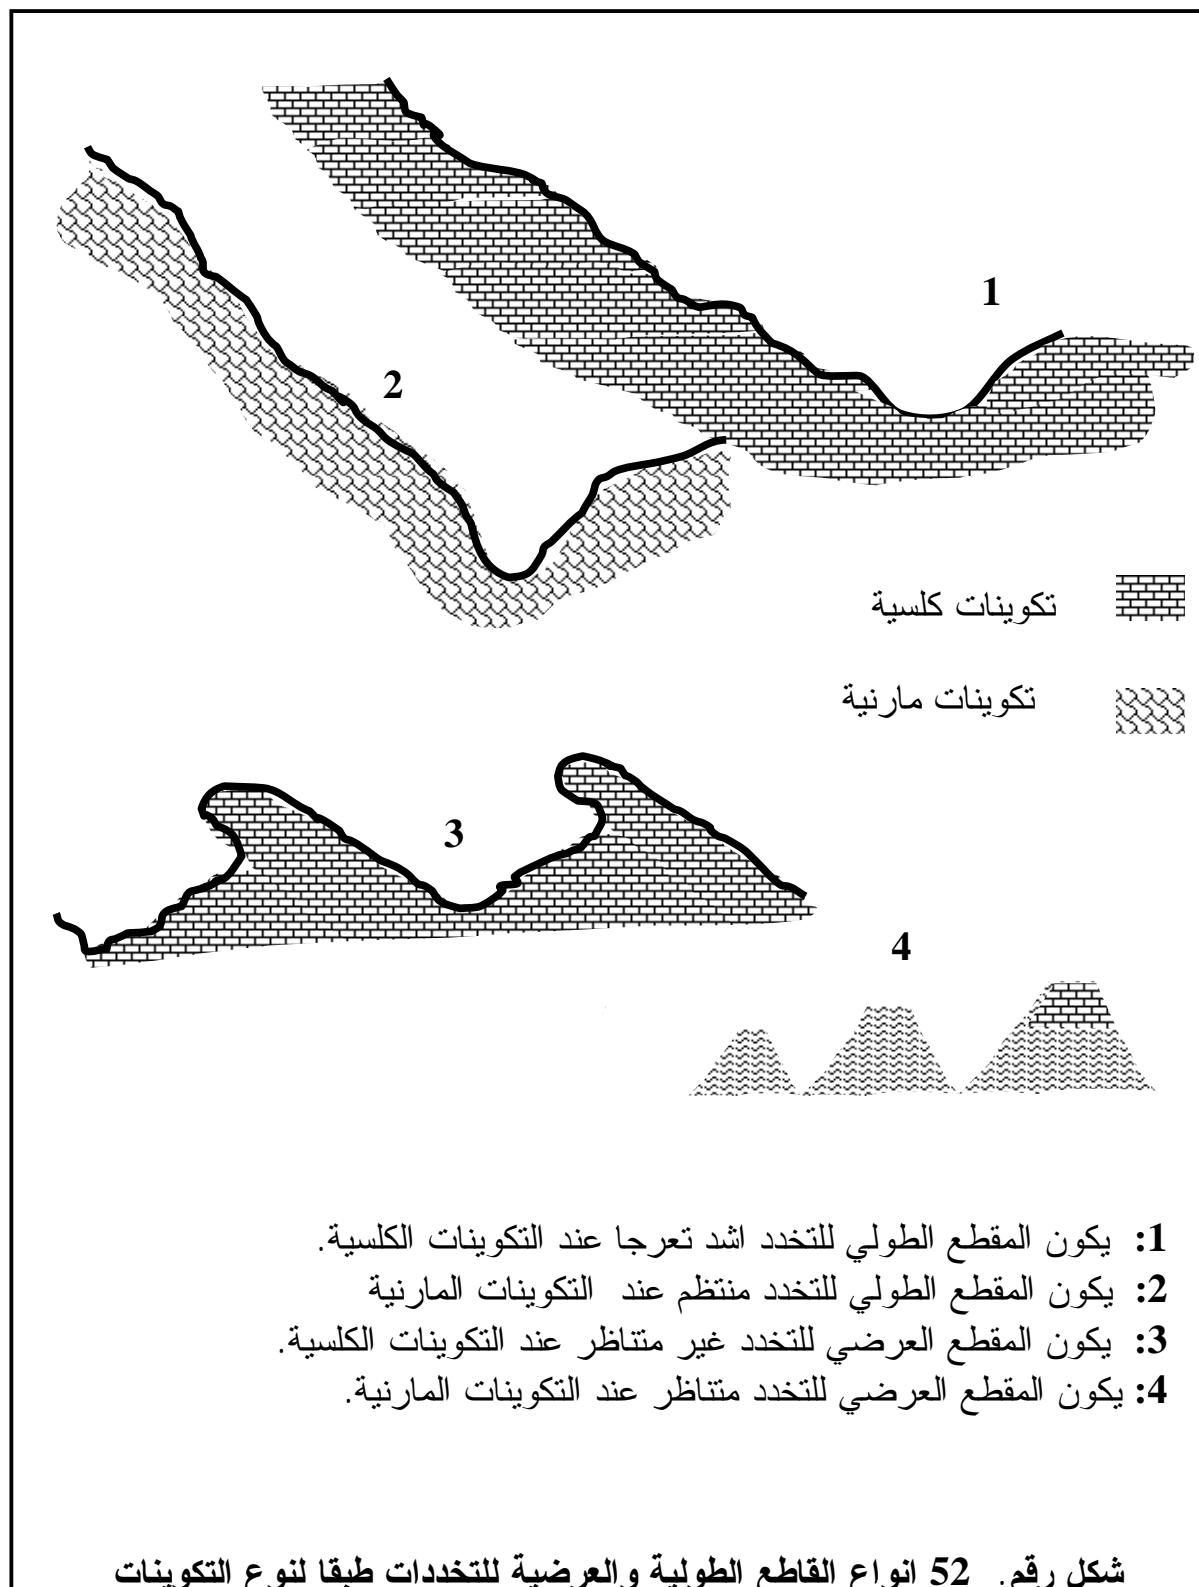 1
2
تكوينات كلسية
تكوينات مارنية
3
4
1: يكون المقطع الطولي للتخدد اشد تعرجا عند التكوينات الكلسية.
2: يكون المقطع الطولي للتخدد منتظم عند التكوينات المارنية
3: يكون المقطع العرضي للتخدد غير متناظر عند التكوينات الكلسية.
4: يكون المقطع العرضي للتخدد متناظر عند التكوينات المارنية.
شكل رقم. 52 انواع القاطع الطولية والعرضية للتخددات طبقا لنوع التكوينات